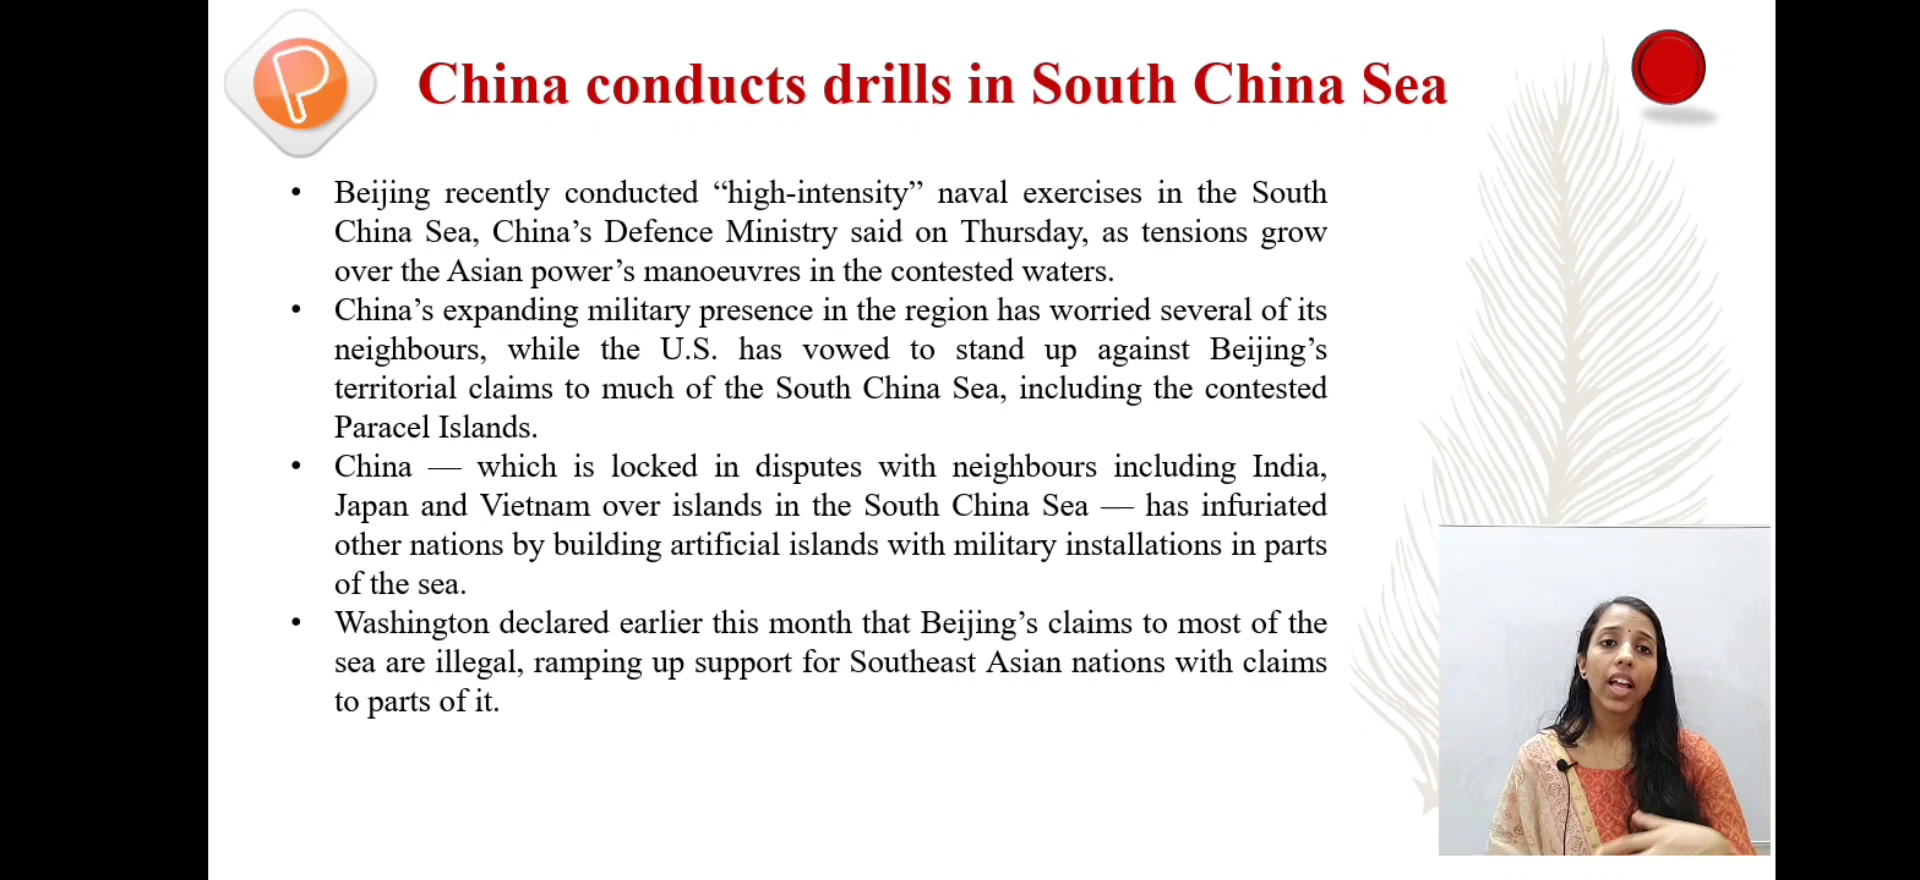 China conducts drills in South China Sea
• Beijing recently conducted “high-intensity” naval exercises in the South
China Sea, China’s Defence Ministry said on Thursday, as tensions grow
over the Asian power’s manoeuvres in the contested waters.
• China’s expanding military presence in the region has worried several of its
neighbours, while the U.S. has vowed to stand up against Beijing’s
territorial claims to much of the South China Sea, including the contested
Paracel Islands.
• China — which is locked in disputes with neighbours including India,
Japan and Vietnam over islands in the South China Sea — has infuriated
other nations by building artificial islands with military installations in parts
of the sea.
• Washington declared earlier this month that Beijing’s claims to most of the
sea are illegal, ramping up support for Southeast Asian nations with claims
to parts of it.